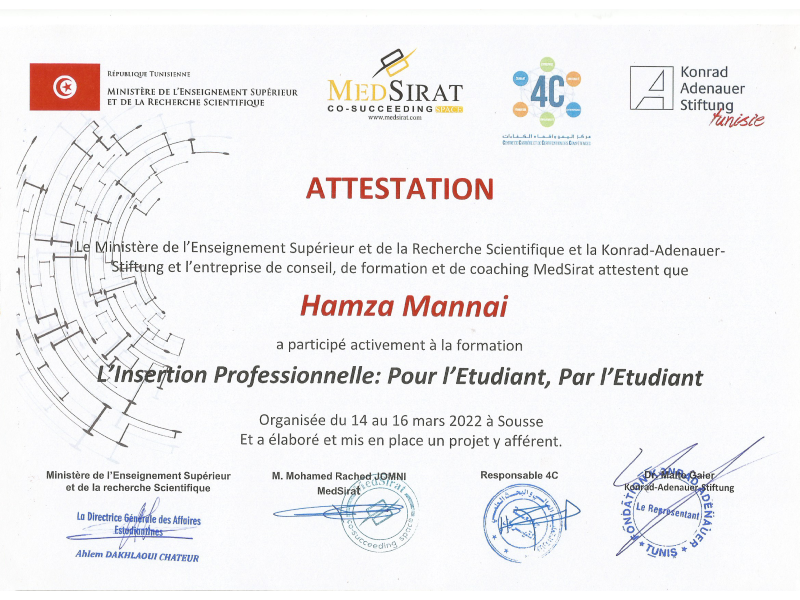 République Tunisienne
Ministère de l'Enseignement Supérieur
et de la Recherche Scientifique
MEDSIRAT
CO-SUCCEEDING SPACE
www.medsirat.com
4C
Konrad
Adenauer
Stiftung
tunisie
ATTESTATION
Le Ministère de l'Enseignement Supérieur et de la Recherche Scientifique et la Konrad-Adenauer-
Stiftung et l'entreprise de conseil, de formation et de coaching MedSirat attestent que
Hamza Mannai
a participé activement à la formation
L'Insertion Professionnelle: Pour l'Etudiant, Par l'Etudiant
Organisée du 14 au 16 mars 2022 à Sousse
Et a élaboré et mis en place un projet y afférent.
Ministère de l'Enseignement Supérieur
et de la recherche Scientifique
La Directrice Générale des Affaires
Estudiantines
Ahlem DAKHLAOUI CHATEUR
M. Mohamed Rached JOMNI
MedSirat
MedSirat
co-succeeding space
Responsable 4C
Dr. Malte Gaier
Konrad-Adenauer-Stiftung
FONDATION KONRAD ADENAUER
Le Représentant
* TUNIS *